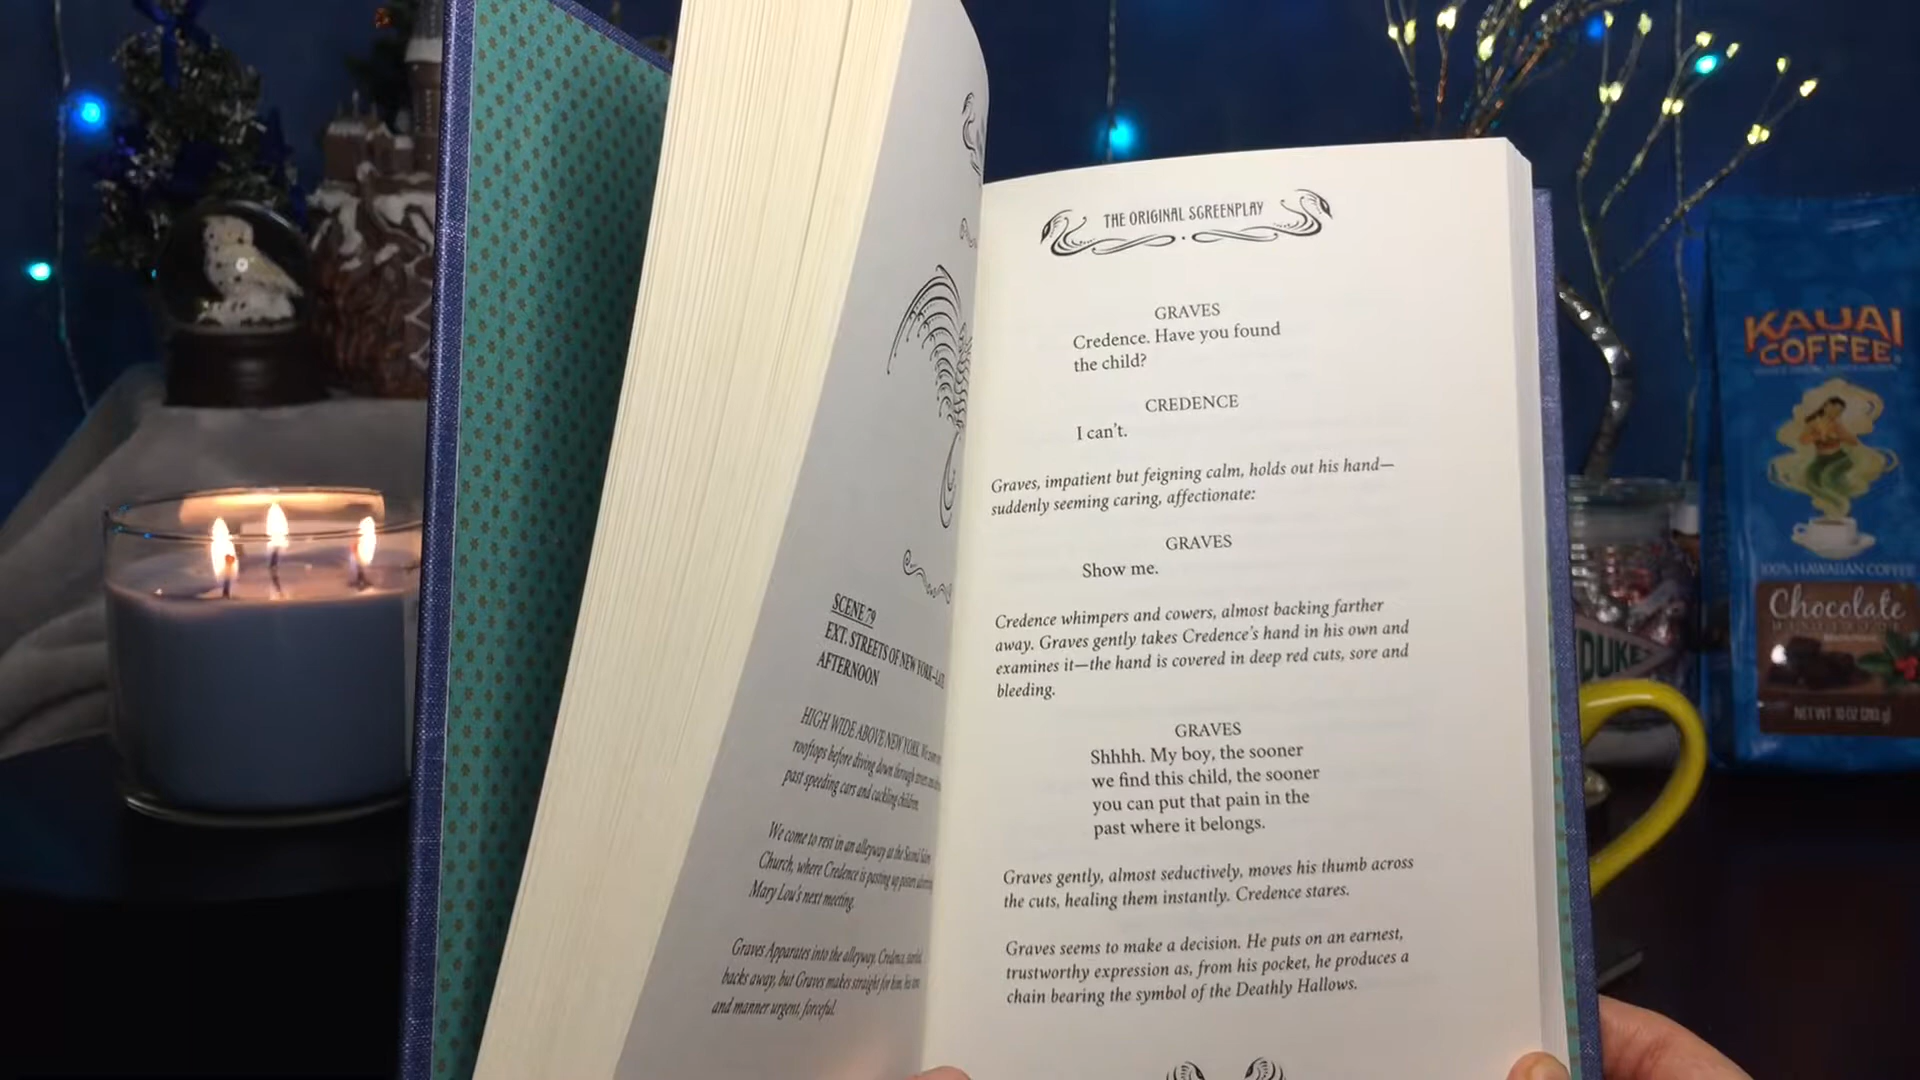 SCENE 79
EXT. STREETS OF NEW YORK—LATE
AFTERNOON
HIGH WIDE ABOVE NEW YORK. We
rooftops before diving down through streets and
past speeding cars and cackling children.
We come to rest in an alleyway at the Second Salem
Church, where Credence is pasting up posters
Mary Lou's next meeting.
Graves Apparates into the alleyway. Credence,
backs away, but Graves makes straight for him, his
and manner urgent, forceful.
THE ORIGINAL SCREENPLAY
GRAVES
Credence. Have you found
the child?
CREDENCE
I can't.
Graves, impatient but feigning calm, holds out his hand—
suddenly seeming caring, affectionate:
GRAVES
Show me.
Credence whimpers and cowers, almost backing farther
away. Graves gently takes Credence's hand in his own and
examines it—the hand is covered in deep red cuts, sore and
bleeding.
GRAVES
Shhhh. My boy, the sooner
we find this child, the sooner
you can put that pain in the
past where it belongs.
Graves gently, almost seductively, moves his thumb across
the cuts, healing them instantly. Credence stares.
Graves seems to make a decision. He puts on an earnest,
trustworthy expression as, from his pocket, he produces a
chain bearing the symbol of the Deathly Hallows.
DUKE
KAUAI
COFFEE
100% HAWAIIAN COFFEE
Chocolate
NET WT 10 OZ (283 g)